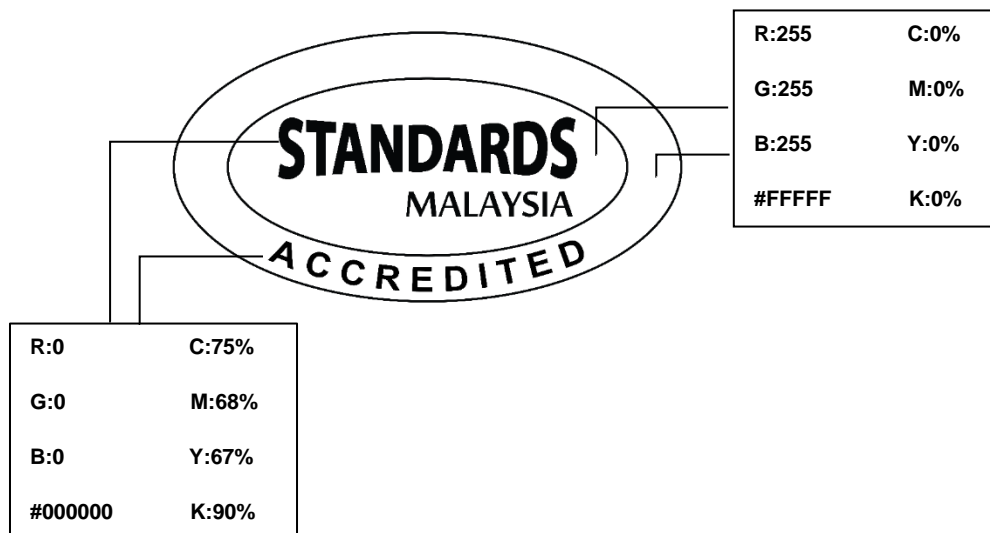 R:255 C:0%
G:255 M:0%
B:255 Y:0%
#FFFFF K:0%
STANDARDS
MALAYSIA
ACCREDITED
R:0 C:75%
G:0 M:68%
B:0 Y:67%
#000000 K:90%